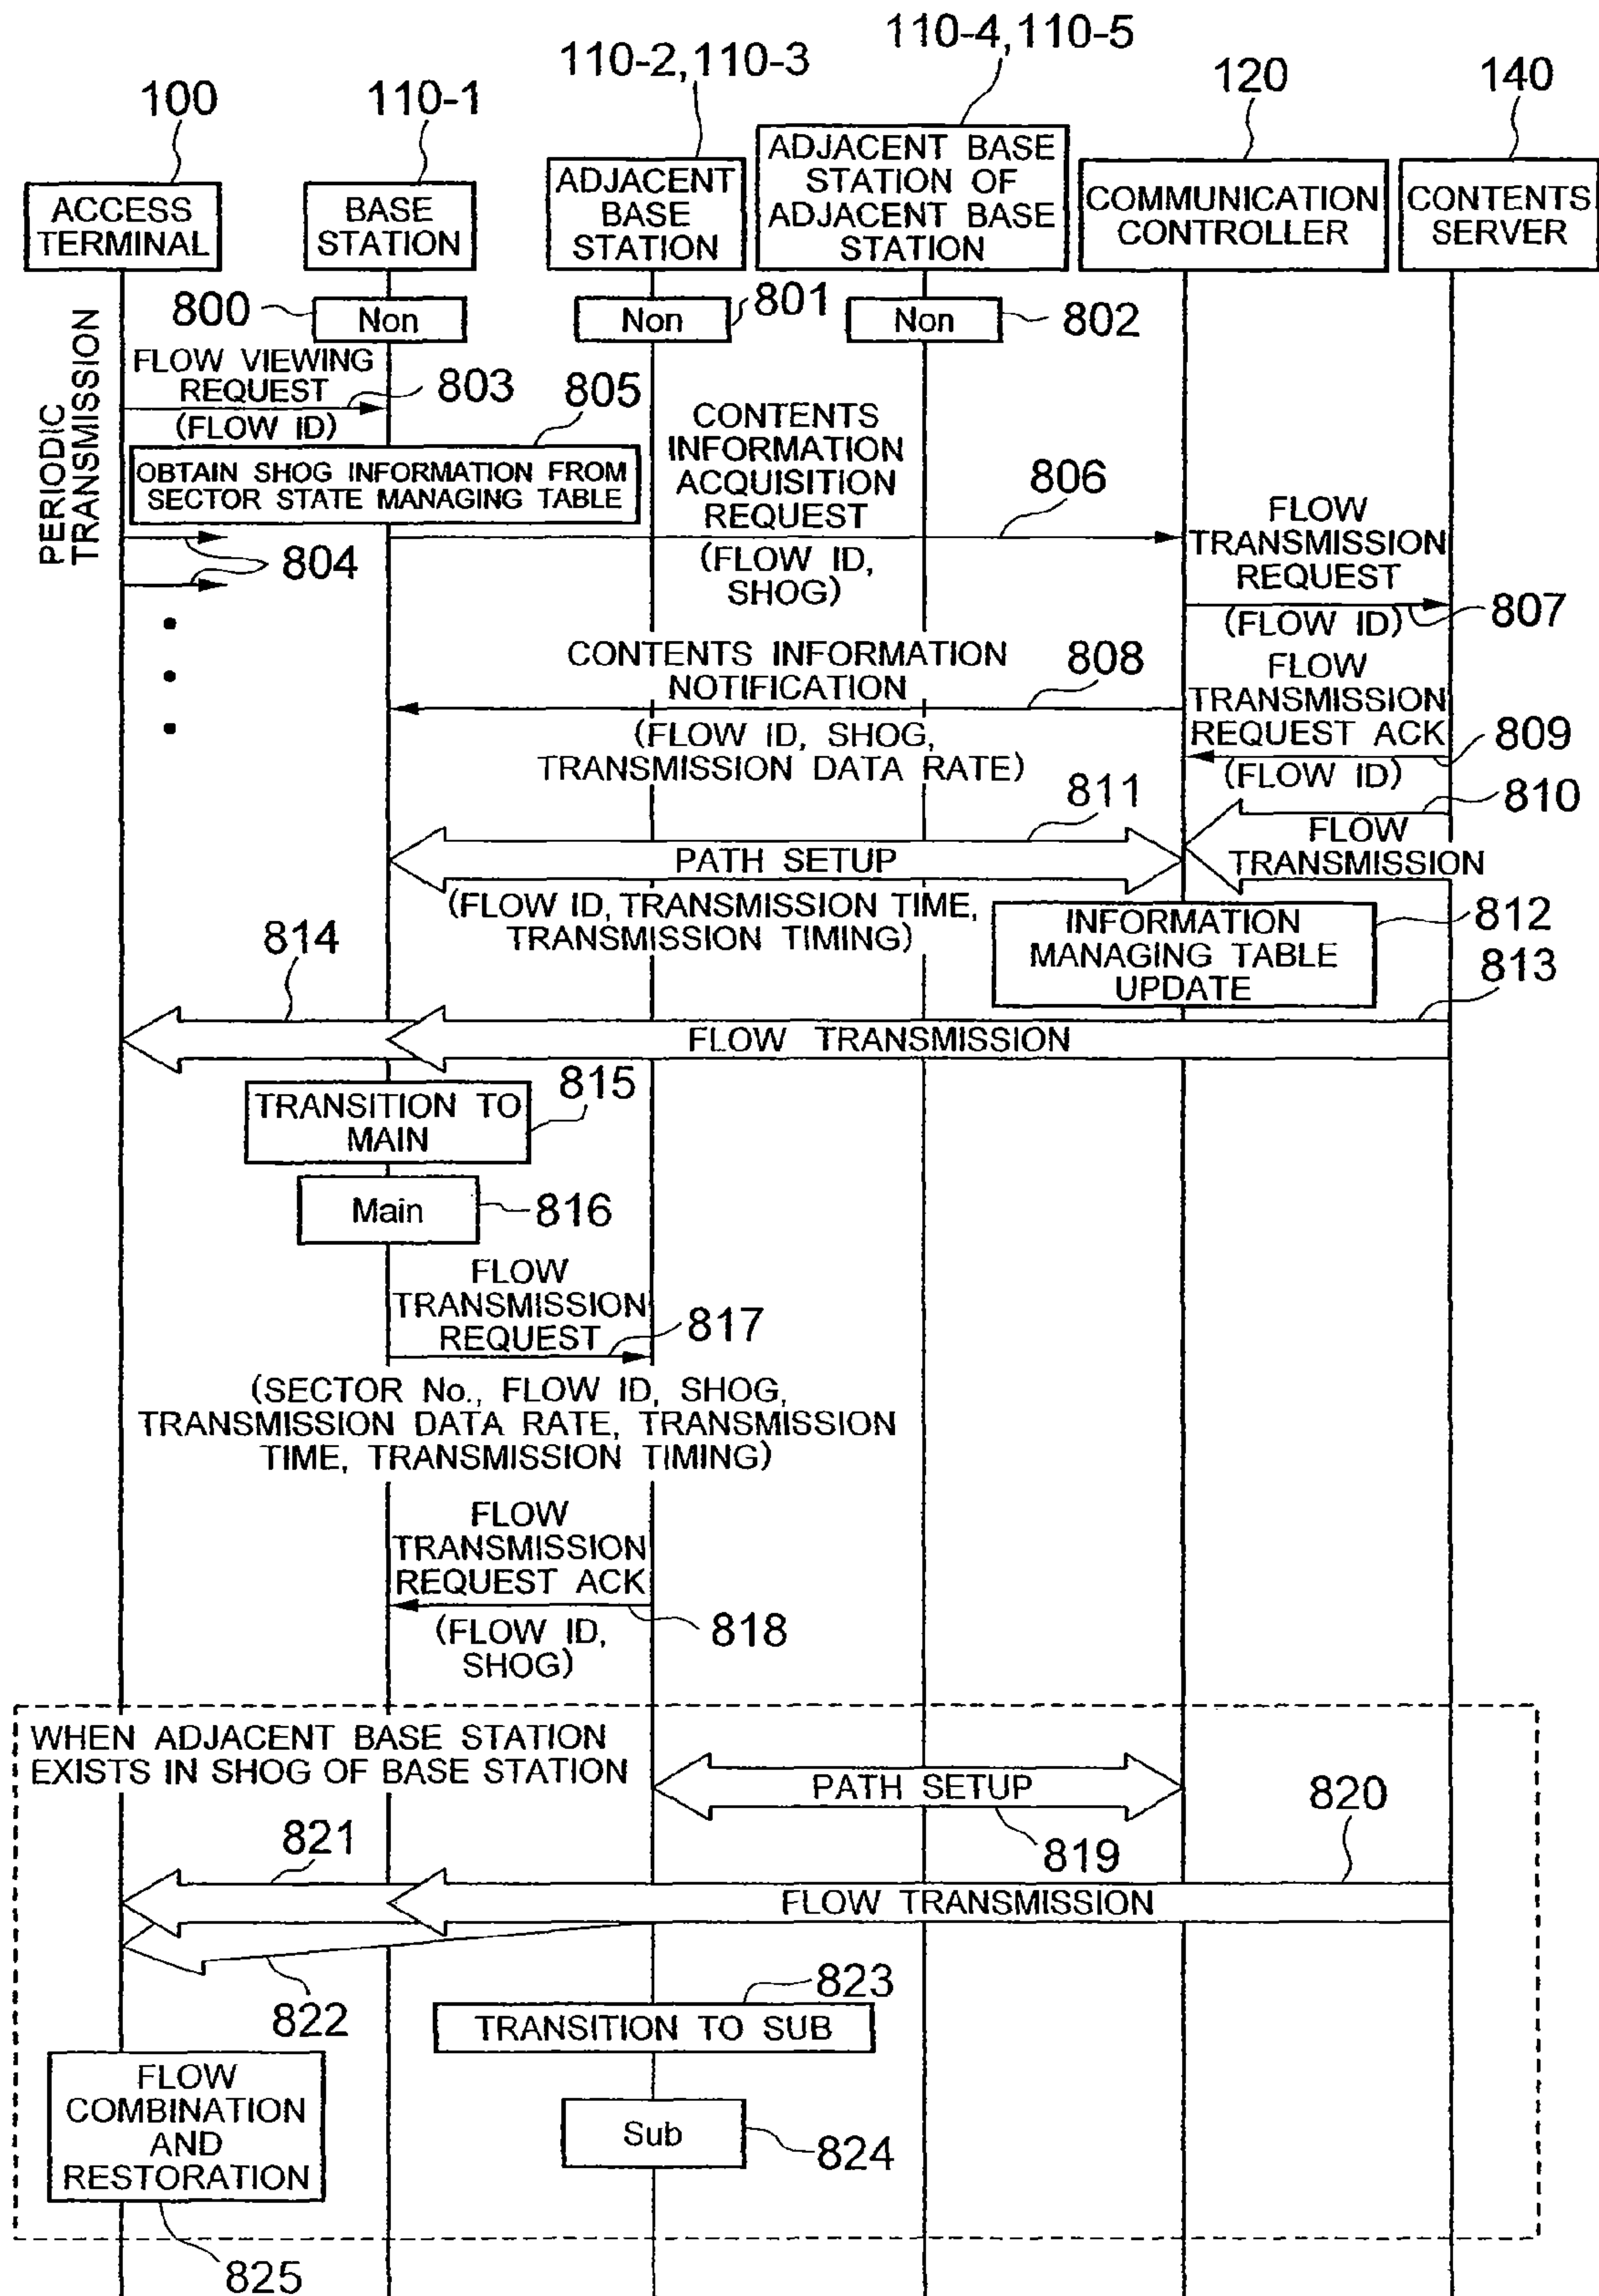 110-4, 110-5
110-2, 110-3
120
140
100
110-1
ACCESS
TERMINAL
BASE
STATION
ADJACENT
BASE
STATION
ADJACENT BASE
STATION OF
ADJACENT BASE
STATION
COMMUNICATION
CONTROLLER
CONTENTS
SERVER
800
Non
Non
801
Non
802
PERIODIC
TRANSMISSION
FLOW VIEWING
REQUEST
803
(FLOW ID)
805
OBTAIN SHOG INFORMATION FROM
SECTOR STATE MANAGING TABLE
804
CONTENTS
INFORMATION
ACQUISITION
REQUEST
806
(FLOW ID,
SHOG)
FLOW
TRANSMISSION
REQUEST
807
(FLOW ID)
CONTENTS INFORMATION
NOTIFICATION
808
(FLOW ID, SHOG,
TRANSMISSION DATA RATE)
FLOW
TRANSMISSION
REQUEST ACK
809
(FLOW ID)
810
FLOW
TRANSMISSION
811
PATH SETUP
(FLOW ID, TRANSMISSION TIME,
TRANSMISSION TIMING)
INFORMATION
MANAGING TABLE
UPDATE
812
813
814
FLOW TRANSMISSION
815
TRANSITION TO
MAIN
Main
816
FLOW
TRANSMISSION
REQUEST
817
(SECTOR No., FLOW ID, SHOG,
TRANSMISSION DATA RATE, TRANSMISSION
TIME, TRANSMISSION TIMING)
FLOW
TRANSMISSION
REQUEST ACK
818
(FLOW ID,
SHOG)
WHEN ADJACENT BASE STATION
EXISTS IN SHOG OF BASE STATION
PATH SETUP
819
820
821
FLOW TRANSMISSION
822
823
TRANSITION TO SUB
Sub
824
FLOW
COMBINATION
AND
RESTORATION
825